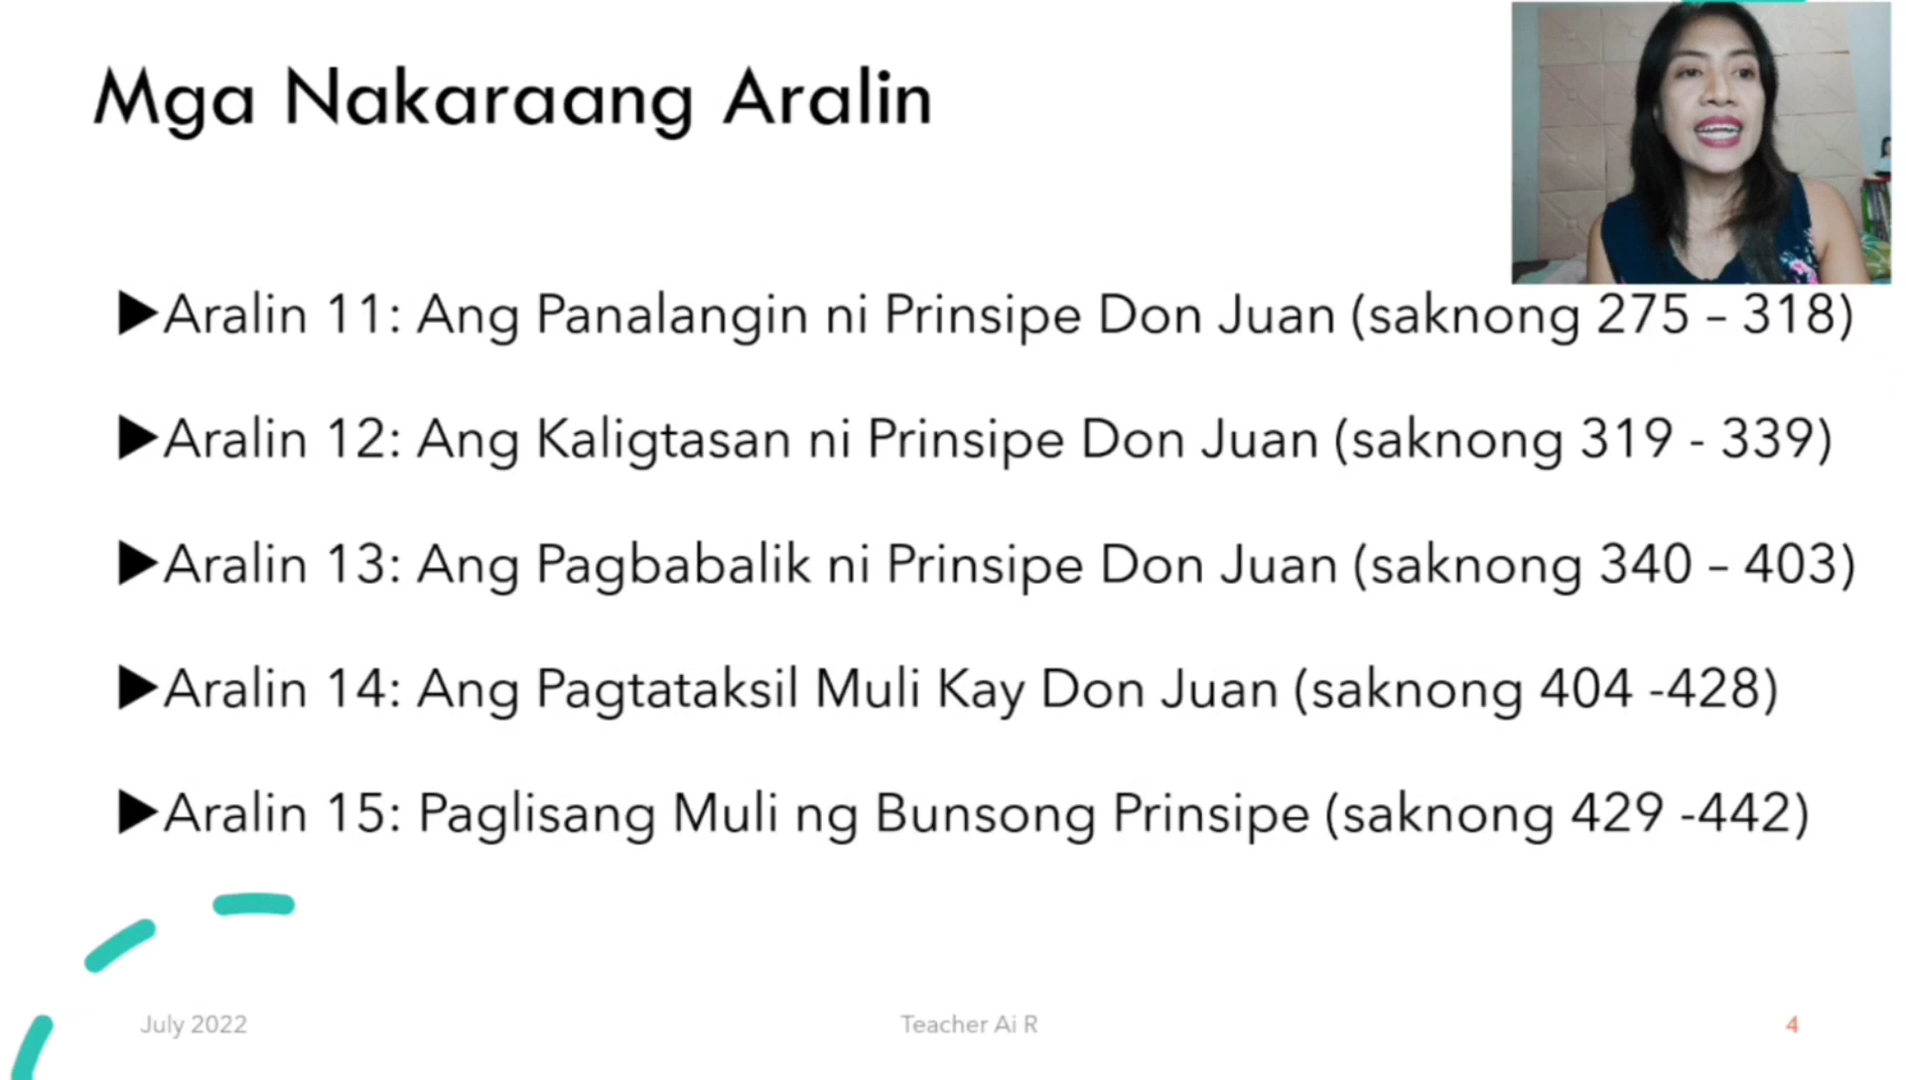 Mga Nakaraang Aralin
Aralin 11: Ang Panalangin ni Prinsipe Don Juan (saknong 275 – 318)
Aralin 12: Ang Kaligtasan ni Prinsipe Don Juan (saknong 319 - 339)
Aralin 13: Ang Pagbabalik ni Prinsipe Don Juan (saknong 340 – 403)
Aralin 14: Ang Pagtataksil Muli Kay Don Juan (saknong 404 -428)
Aralin 15: Paglisang Muli ng Bunsong Prinsipe (saknong 429 -442)
July 2022
Teacher Ai R
4